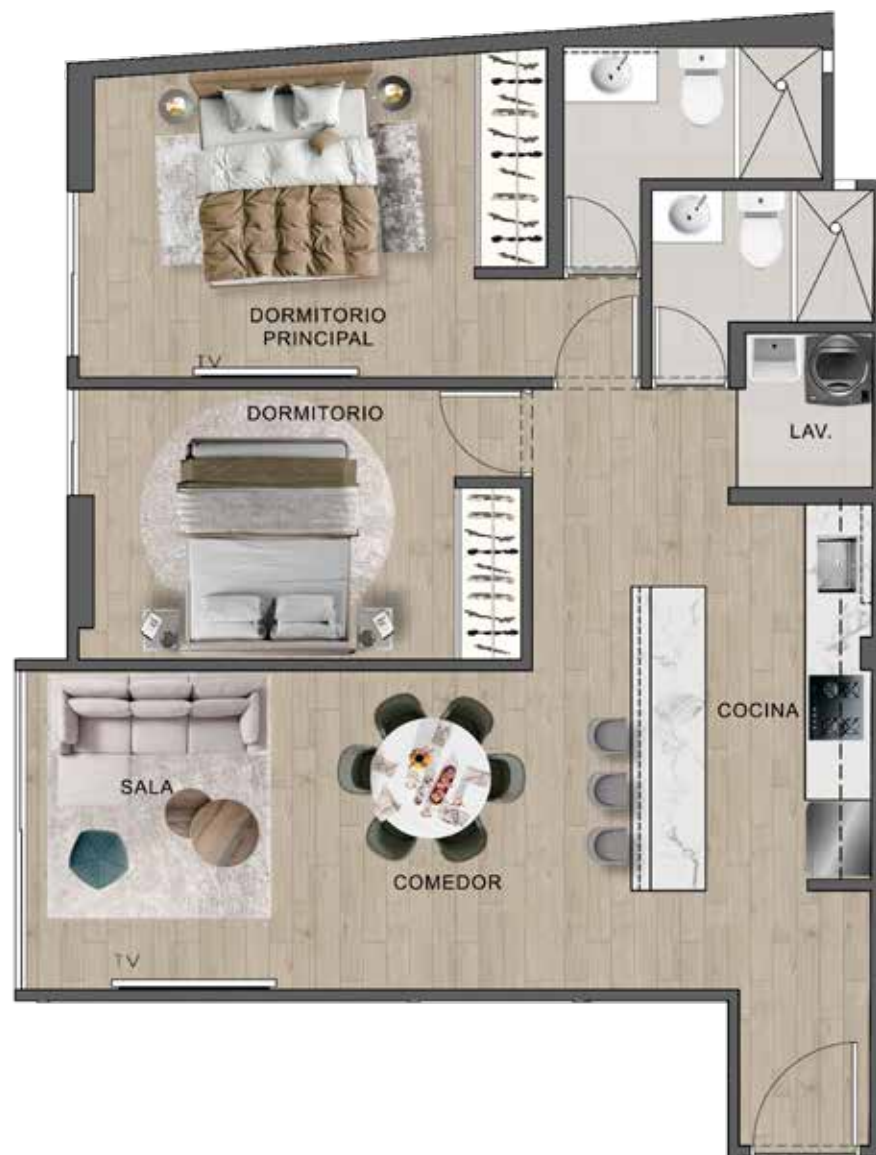 DORMITORIO
PRINCIPAL
TV
DORMITORIO
LAV.
COCINA
SALA
COMEDOR
TV